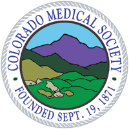 COLORADO MEDICAL SOCIETY
FOUNDED SEPT. 19, 1871